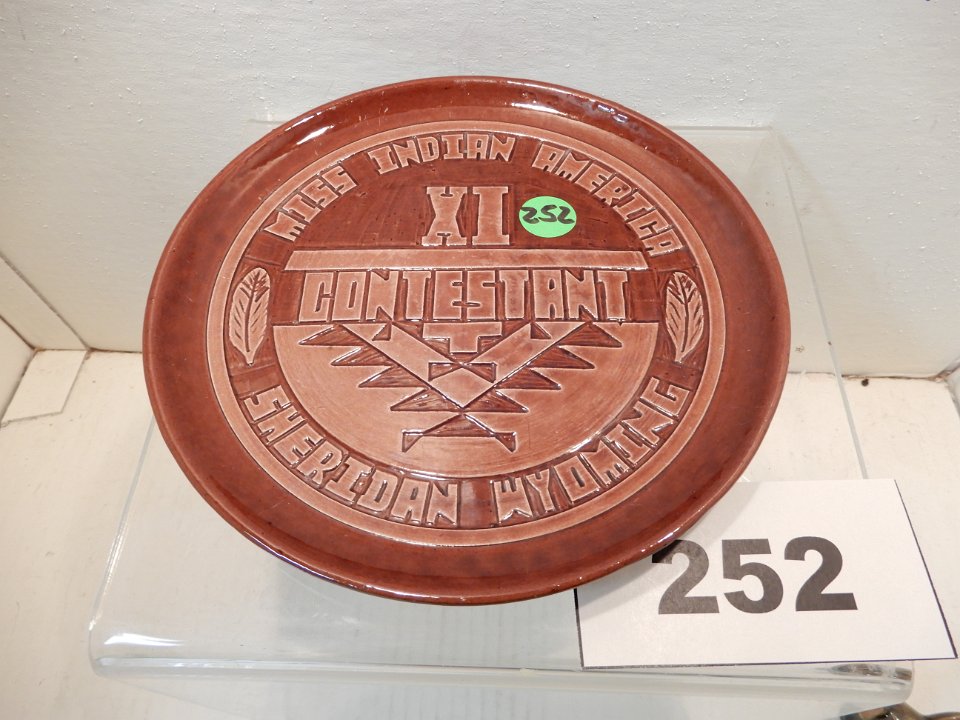 MISS INDIAN AMERICA
XI
252
CONTESTANT
SHERIDAN WYOMING
252